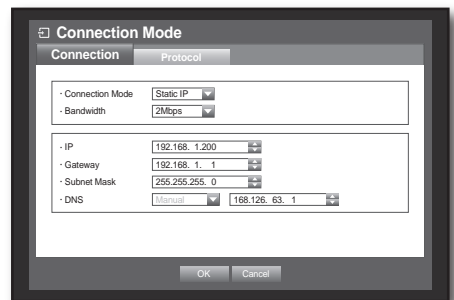 Connection Mode
Connection Protocol
· Connection Mode Static IP
· Bandwidth 2Mbps
· IP 192.168. 1.200
· Gateway 192.168. 1. 1
· Subnet Mask 255.255.255. 0
· DNS Manual 168.126. 63. 1
OK Cancel